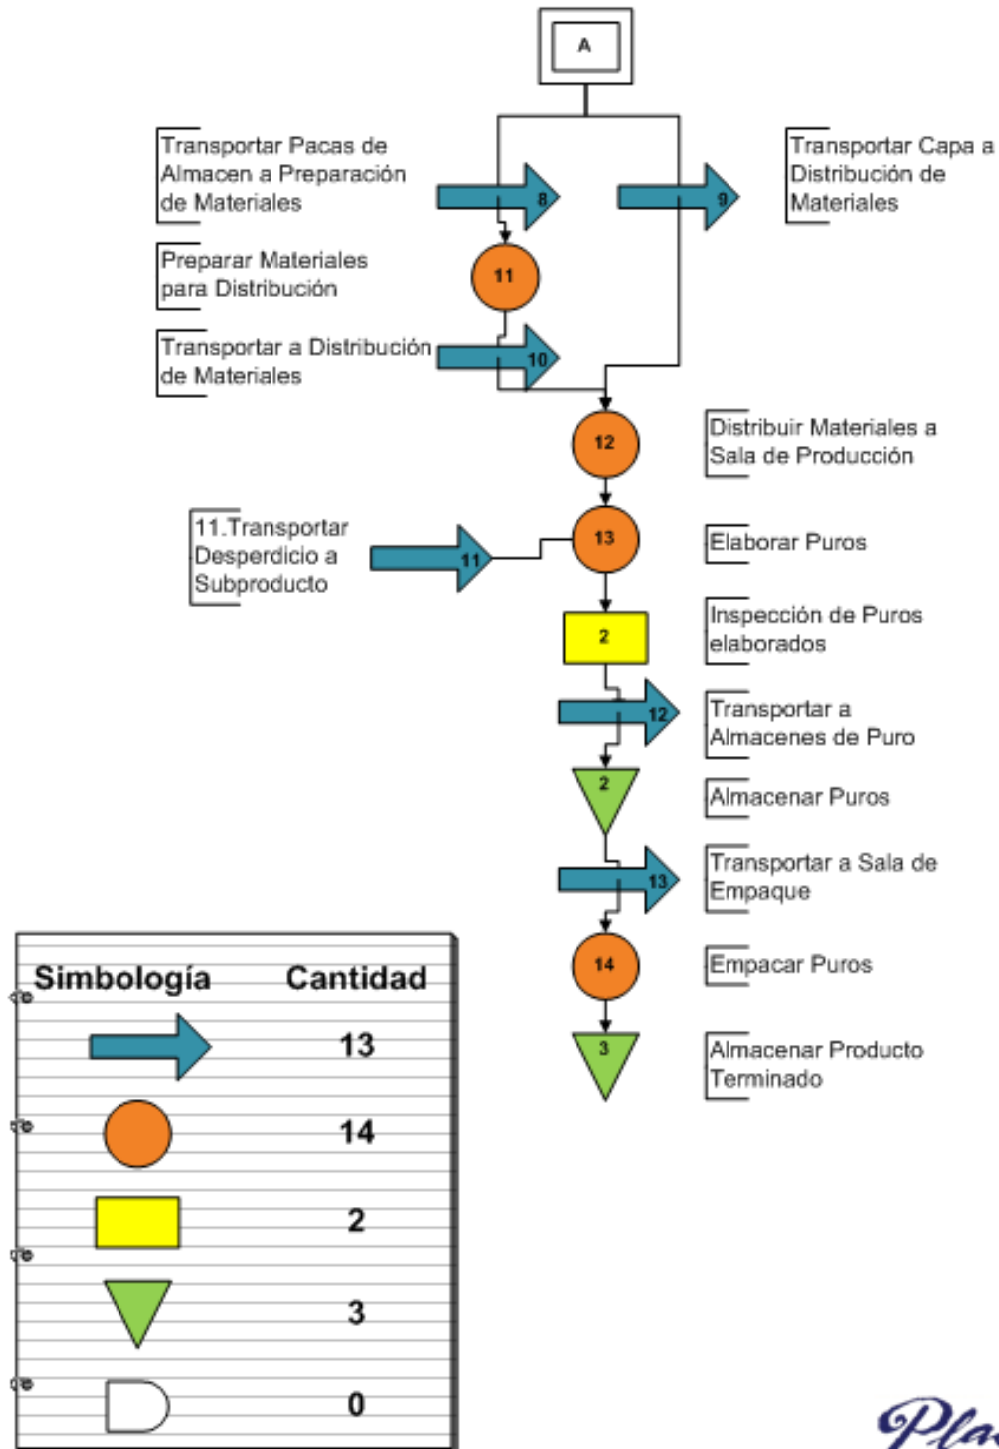 A
Transportar Pacas de
Almacen a Preparación
de Materiales
8
9
Transportar Capa a
Distribución de
Materiales
Preparar Materiales
para Distribución
11
Transportar a Distribución
de Materiales
10
12
Distribuir Materiales a
Sala de Producción
11.Transportar
Desperdicio a
Subproducto
11
13
Elaborar Puros
2
Inspección de Puros
elaborados
12
Transportar a
Almacenes de Puro
2
Almacenar Puros
13
Transportar a Sala de
Empaque
14
Empacar Puros
3
Almacenar Producto
Terminado
Simbología Cantidad
13
14
2
3
0